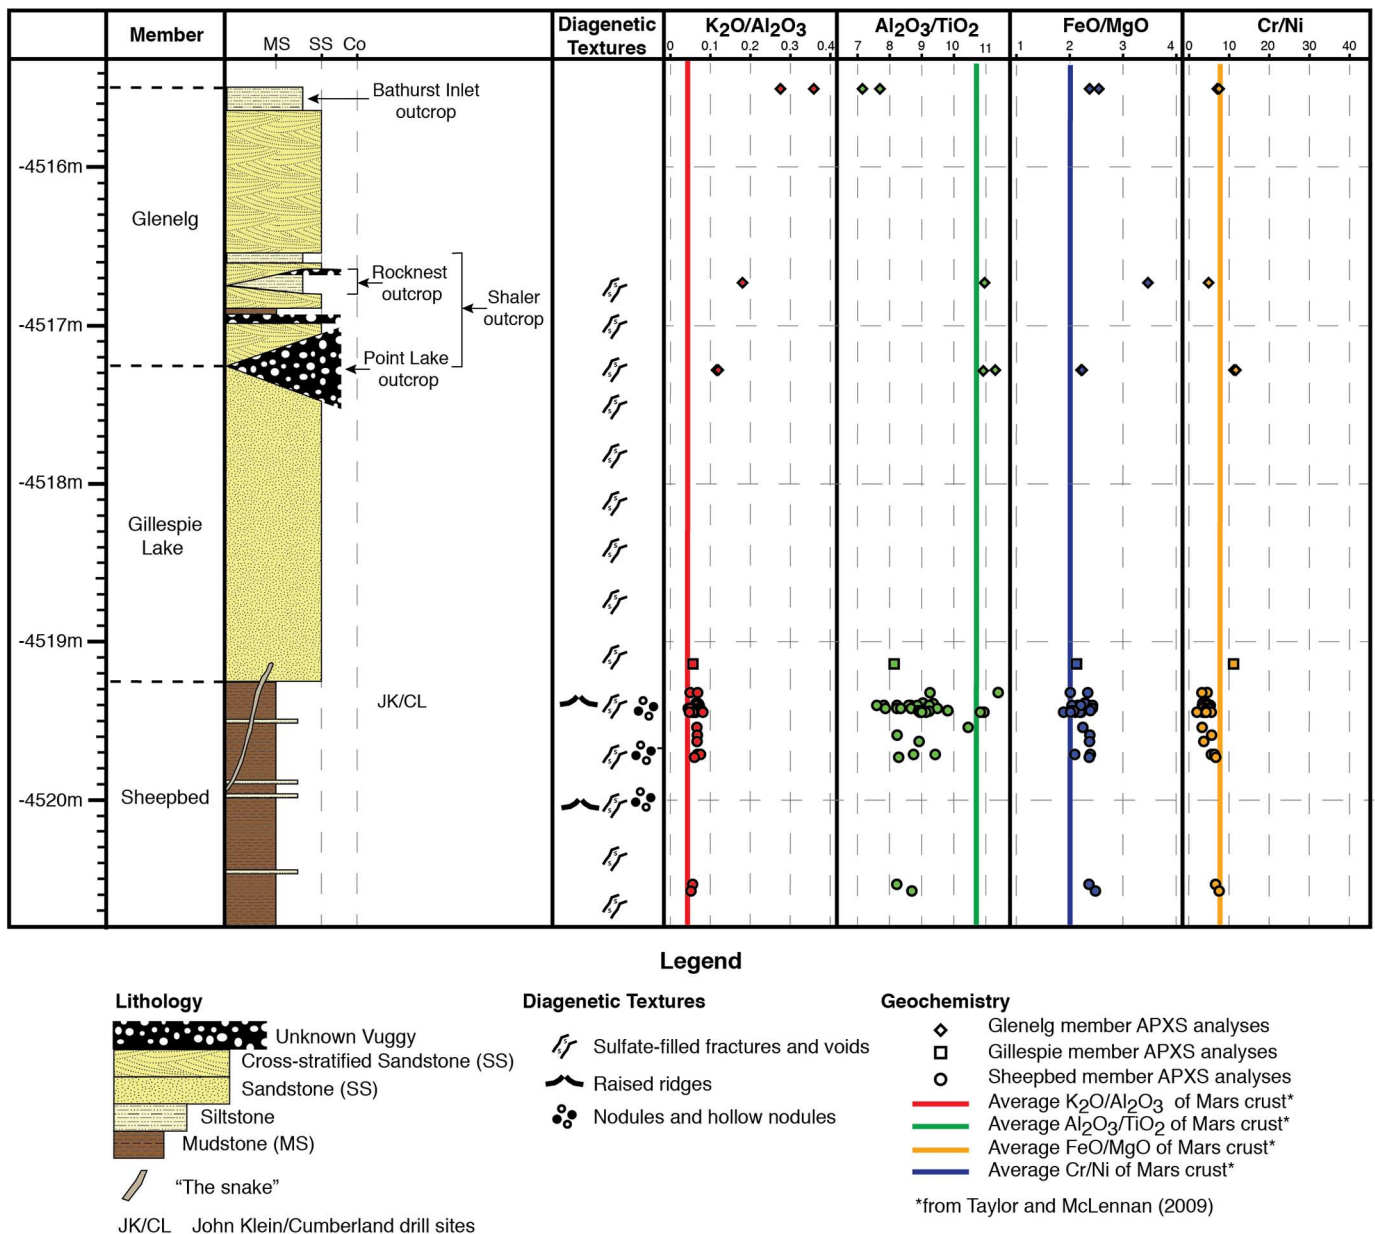 Member
MS SS Co
Diagenetic
Textures
K2O/Al2O3
0 0.1 0.2 0.3 0.4
Al2O3/TiO2
7 8 9 10 11
FeO/MgO
1 2 3 4
Cr/Ni
0 10 20 30 40
Bathurst Inlet
outcrop
-4516m
Glenelg
Rocknest
outcrop
Shaler
outcrop
-4517m
Point Lake
outcrop
-4518m
Gillespie
Lake
-4519m
JK/CL
Sheepbed
-4520m
Legend
Lithology
Unknown Vuggy
Cross-stratified Sandstone (SS)
Sandstone (SS)
Siltstone
Mudstone (MS)
“The snake”
JK/CL John Klein/Cumberland drill sites
Diagenetic Textures
Sulfate-filled fractures and voids
Raised ridges
Nodules and hollow nodules
Geochemistry
Glenelg member APXS analyses
Gillespie member APXS analyses
Sheepbed member APXS analyses
Average K2O/Al2O3 of Mars crust*
Average Al2O3/TiO2 of Mars crust*
Average FeO/MgO of Mars crust*
Average Cr/Ni of Mars crust*
*from Taylor and McLennan (2009)